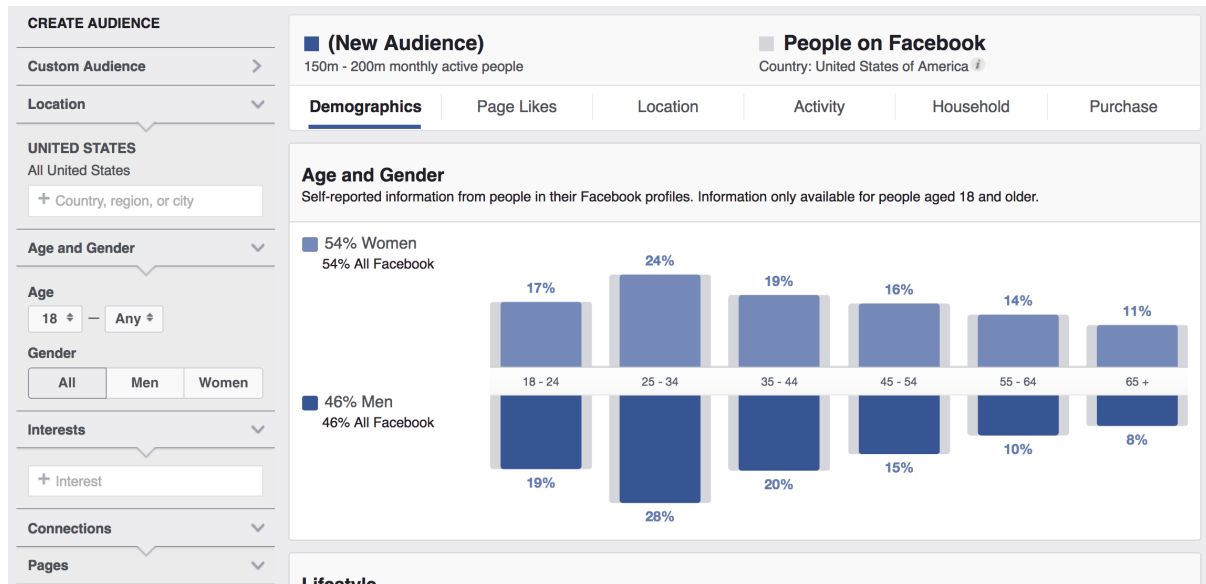 CREATE AUDIENCE
Custom Audience
Location
UNITED STATES
All United States
+ Country, region, or city
Age and Gender
Age
18 — Any
Gender
All Men Women
Interests
+ Interest
Connections
Pages
(New Audience)
150m - 200m monthly active people
People on Facebook
Country: United States of America i
Demographics Page Likes Location Activity Household Purchase
Age and Gender
Self-reported information from people in their Facebook profiles. Information only available for people aged 18 and older.
54% Women
54% All Facebook
17% 24% 19% 16% 14% 11%
18 - 24 25 - 34 35 - 44 45 - 54 55 - 64 65 +
46% Men
46% All Facebook
19% 28% 20% 15% 10% 8%
Lifestyle